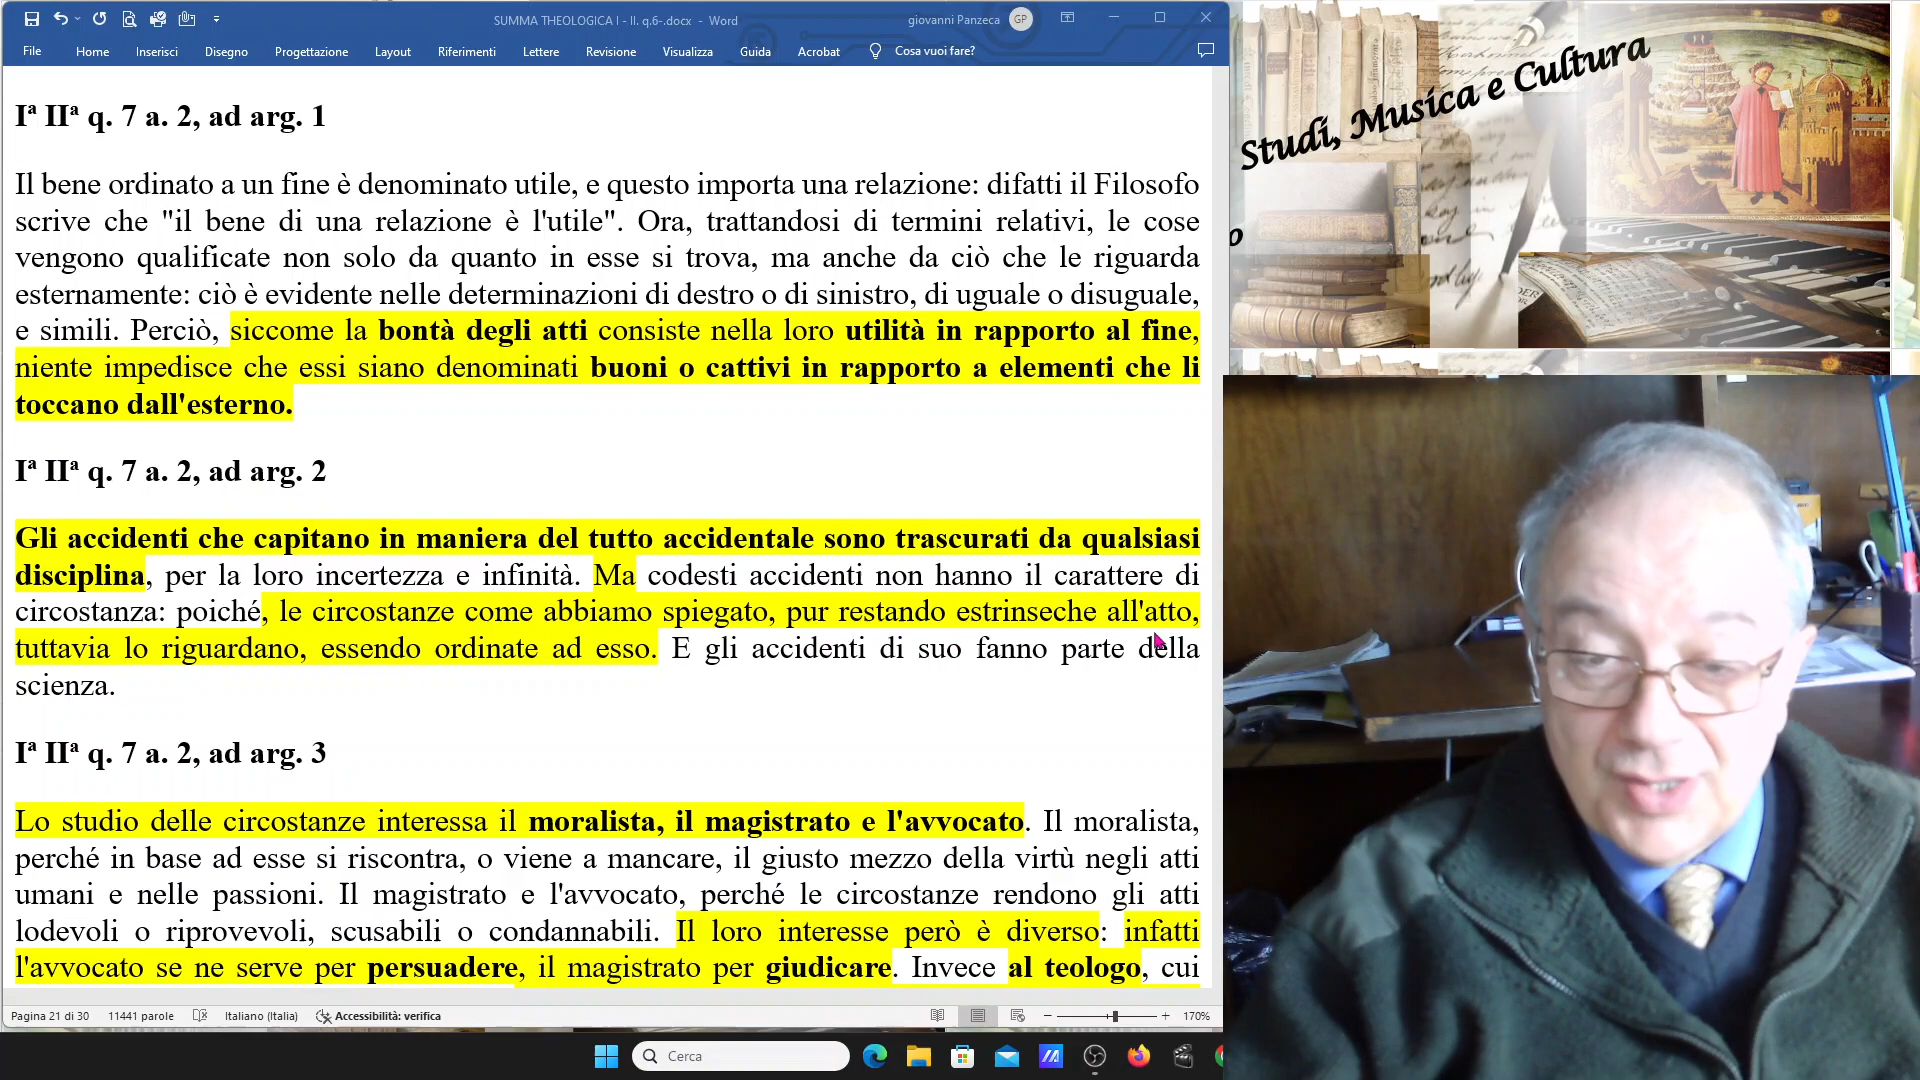 SUMMA THEOLOGICA I - II. q.6-.docx - Word
giovanni Panzeca
GP
File Home Inserisci Disegno Progettazione Layout Riferimenti Lettere Revisione Visualizza Guida Acrobat Cosa vuoi fare?
Iª IIª q. 7 a. 2, ad arg. 1
Il bene ordinato a un fine è denominato utile, e questo importa una relazione: difatti il Filosofo
scrive che "il bene di una relazione è l'utile". Ora, trattandosi di termini relativi, le cose
vengono qualificate non solo da quanto in esse si trova, ma anche da ciò che le riguarda
esternamente: ciò è evidente nelle determinazioni di destro o di sinistro, di uguale o disuguale,
e simili. Perciò, siccome la bontà degli atti consiste nella loro utilità in rapporto al fine,
niente impedisce che essi siano denominati buoni o cattivi in rapporto a elementi che li
toccano dall'esterno.
Iª IIª q. 7 a. 2, ad arg. 2
Gli accidenti che capitano in maniera del tutto accidentale sono trascurati da qualsiasi
disciplina, per la loro incertezza e infinità. Ma codesti accidenti non hanno il carattere di
circostanza: poiché, le circostanze come abbiamo spiegato, pur restando estrinseche all'atto,
tuttavia lo riguardano, essendo ordinate ad esso. E gli accidenti di suo fanno parte della
scienza.
Iª IIª q. 7 a. 2, ad arg. 3
Lo studio delle circostanze interessa il moralista, il magistrato e l'avvocato. Il moralista,
perché in base ad esse si riscontra, o viene a mancare, il giusto mezzo della virtù negli atti
umani e nelle passioni. Il magistrato e l'avvocato, perché le circostanze rendono gli atti
lodevoli o riprovevoli, scusabili o condannabili. Il loro interesse però è diverso: infatti
l'avvocato se ne serve per persuadere, il magistrato per giudicare. Invece al teologo, cui
Pagina 21 di 30 11441 parole Italiano (Italia) Accessibilità: verifica 170%
Cerca
Studi, Musica e Cultura
o